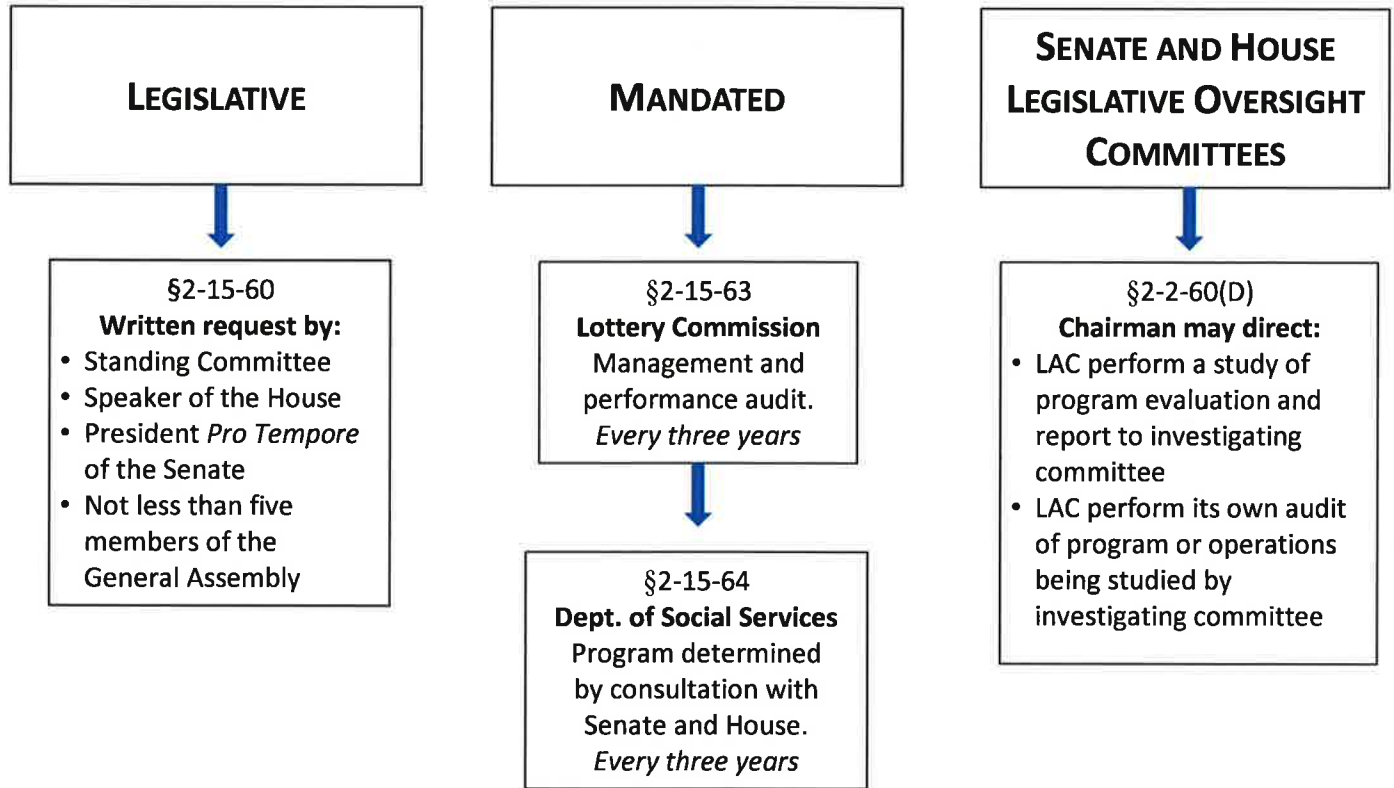 LEGISLATIVE
§2-15-60
Written request by:
• Standing Committee
• Speaker of the House
• President Pro Tempore
of the Senate
• Not less than five
members of the
General Assembly
MANDATED
§2-15-63
Lottery Commission
Management and
performance audit.
Every three years
§2-15-64
Dept. of Social Services
Program determined
by consultation with
Senate and House.
Every three years
SENATE AND HOUSE
LEGISLATIVE OVERSIGHT
COMMITTEES
§2-2-60(D)
Chairman may direct:
• LAC perform a study of
program evaluation and
report to investigating
committee
• LAC perform its own audit
of program or operations
being studied by
investigating committee